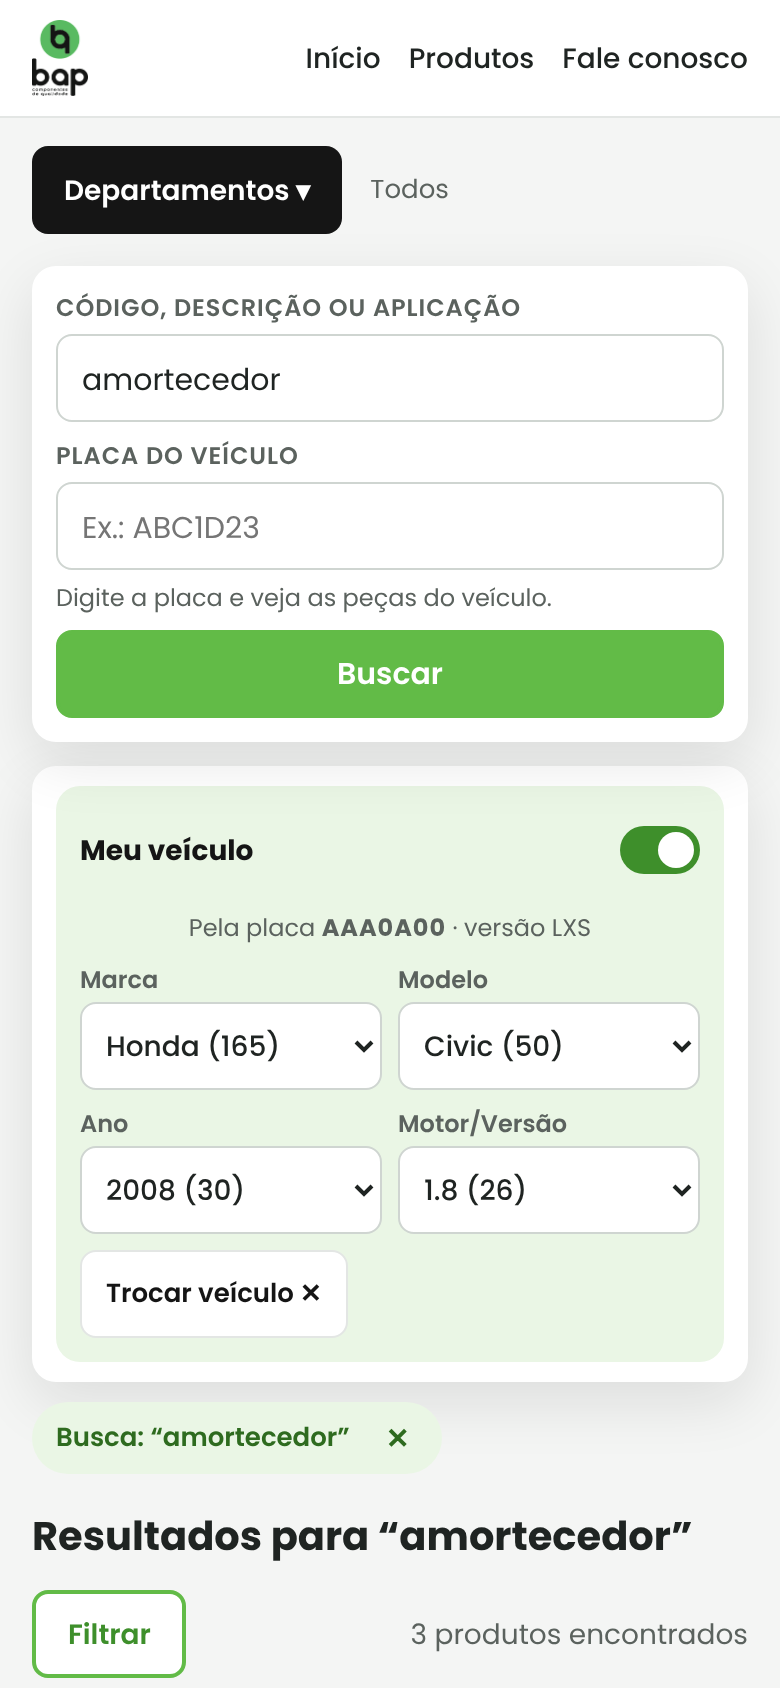 bap
componentes
de qualidade
Início Produtos Fale conosco
Departamentos ▾ Todos
CÓDIGO, DESCRIÇÃO OU APLICAÇÃO
amortecedor
PLACA DO VEÍCULO
Ex.: ABC1D23
Digite a placa e veja as peças do veículo.
Buscar
Meu veículo
Pela placa AAA0A00 · versão LXS
Marca Modelo
Honda (165) Civic (50)
Ano Motor/Versão
2008 (30) 1.8 (26)
Trocar veículo ✕
Busca: “amortecedor” ✕
Resultados para “amortecedor”
Filtrar 3 produtos encontrados